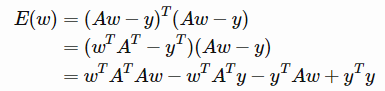 E(w) = (Aw − y)^T (Aw − y)
= (w^T A^T − y^T)(Aw − y)
= w^T A^T Aw − w^T A^T y − y^T Aw + y^T y